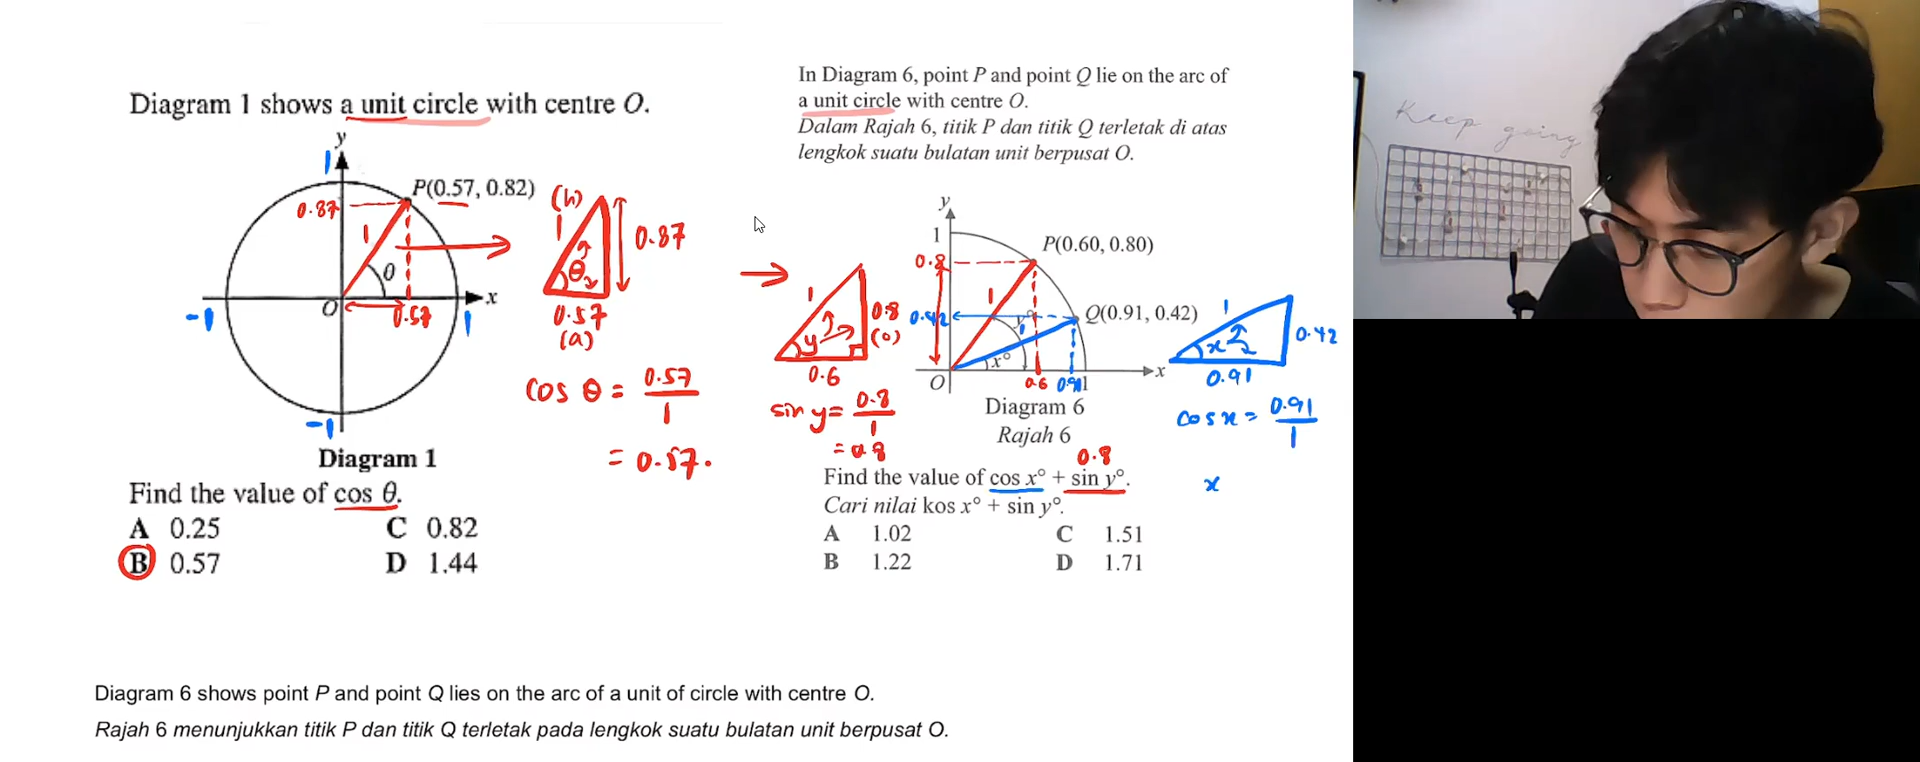 Diagram 1 shows a unit circle with centre O.
y
1
P(0.57, 0.82)
0.87
1
θ
O
x
0.57
-1
1
-1
Diagram 1
(h)
1
0.87
θ
0.57
(a)
cos θ = 0.57
1
= 0.57.
Find the value of cos θ.
A 0.25
C 0.82
B 0.57
D 1.44
In Diagram 6, point P and point Q lie on the arc of
a unit circle with centre O.
Dalam Rajah 6, titik P dan titik Q terletak di atas
lengkok suatu bulatan unit berpusat O.
y
1
P(0.60, 0.80)
0.8
1
0.42
Q(0.91, 0.42)
y°
1
x°
O
0.6
0.91
1
x
Diagram 6
Rajah 6
1
0.8
(o)
y
0.6
sin y = 0.8
1
= 0.8
1
x
0.42
0.91
cos x = 0.91
1
x
0.8
Find the value of cos x° + sin y°.
Cari nilai kos x° + sin y°.
A 1.02
C 1.51
B 1.22
D 1.71
Keep going
Diagram 6 shows point P and point Q lies on the arc of a unit of circle with centre O.
Rajah 6 menunjukkan titik P dan titik Q terletak pada lengkok suatu bulatan unit berpusat O.